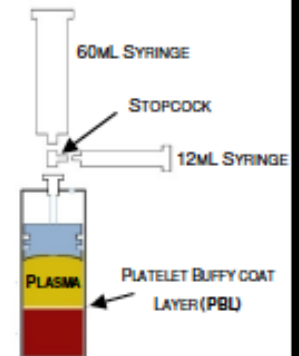 60ML SYRINGE
STOPCOCK
12ML SYRINGE
PLASMA
PLATELET BUFFY COAT
LAYER (PBL)